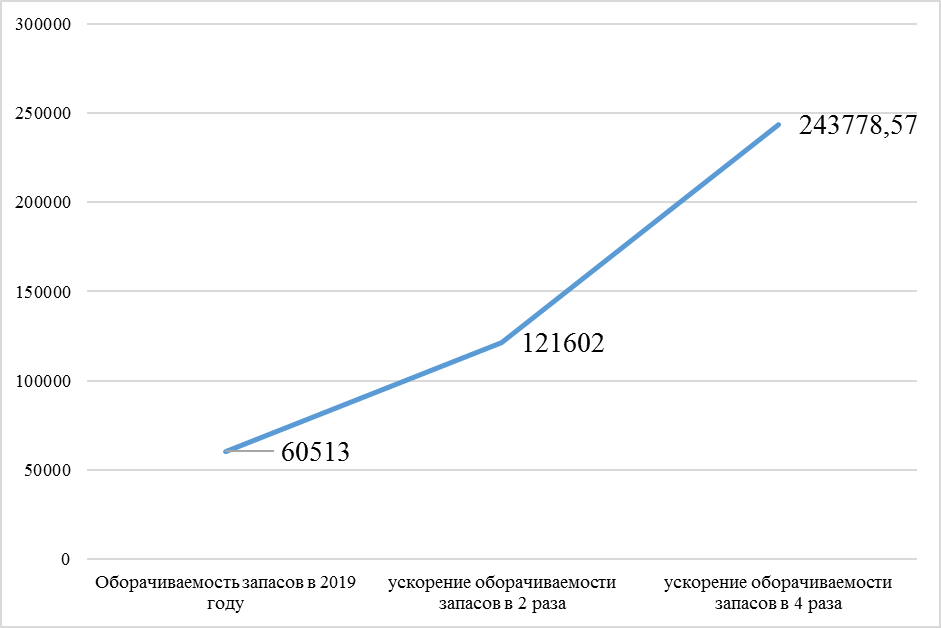 300000
250000
243778,57
200000
150000
121602
100000
60513
50000
0
Оборачиваемость запасов в 2019
году
ускорение оборачиваемости
запасов в 2 раза
ускорение оборачиваемости
запасов в 4 раза